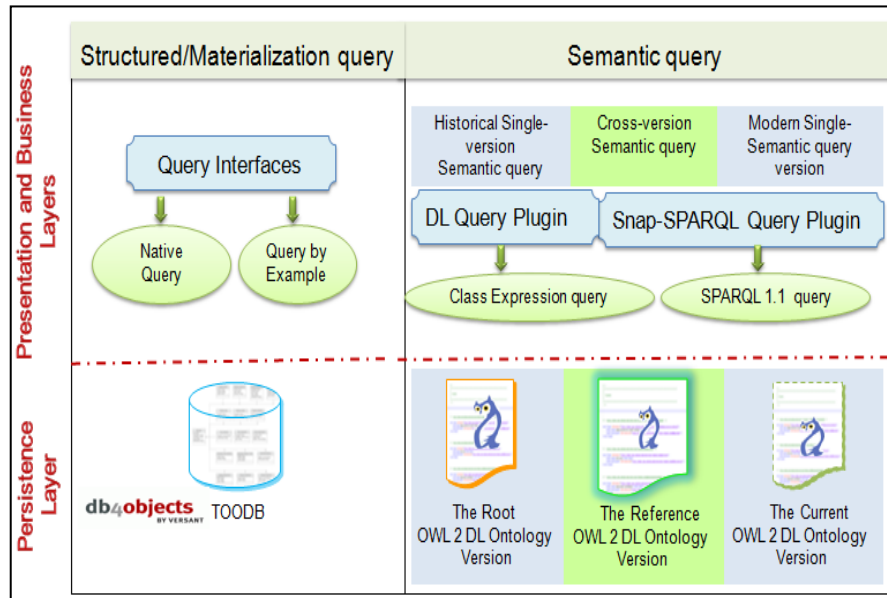 Structured/Materialization query
Semantic query
Presentation and Business
Layers
Historical Single-
version
Semantic query
Cross-version
Semantic query
Modern Single-
Semantic query
version
Query Interfaces
DL Query Plugin
Snap-SPARQL Query Plugin
Native
Query
Query by
Example
Class Expression query
SPARQL 1.1 query
Persistence
Layer
db4objects
BY VERSANT
TOODB
The Root
OWL 2 DL Ontology
Version
The Reference
OWL 2 DL Ontology
Version
The Current
OWL 2 DL Ontology
Version